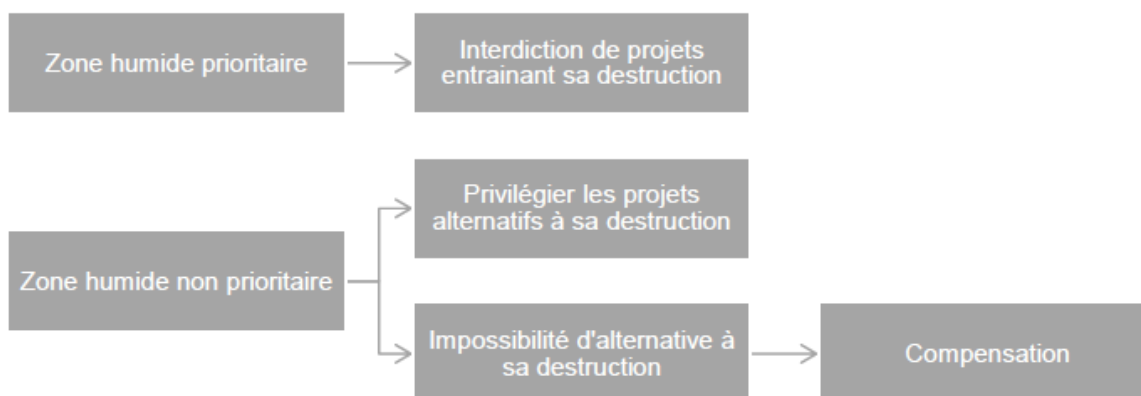 Zone humide prioritaire
Interdiction de projets
entrainant sa destruction
Zone humide non prioritaire
Privilégier les projets
alternatifs à sa destruction
Impossibilité d'alternative à
sa destruction
Compensation